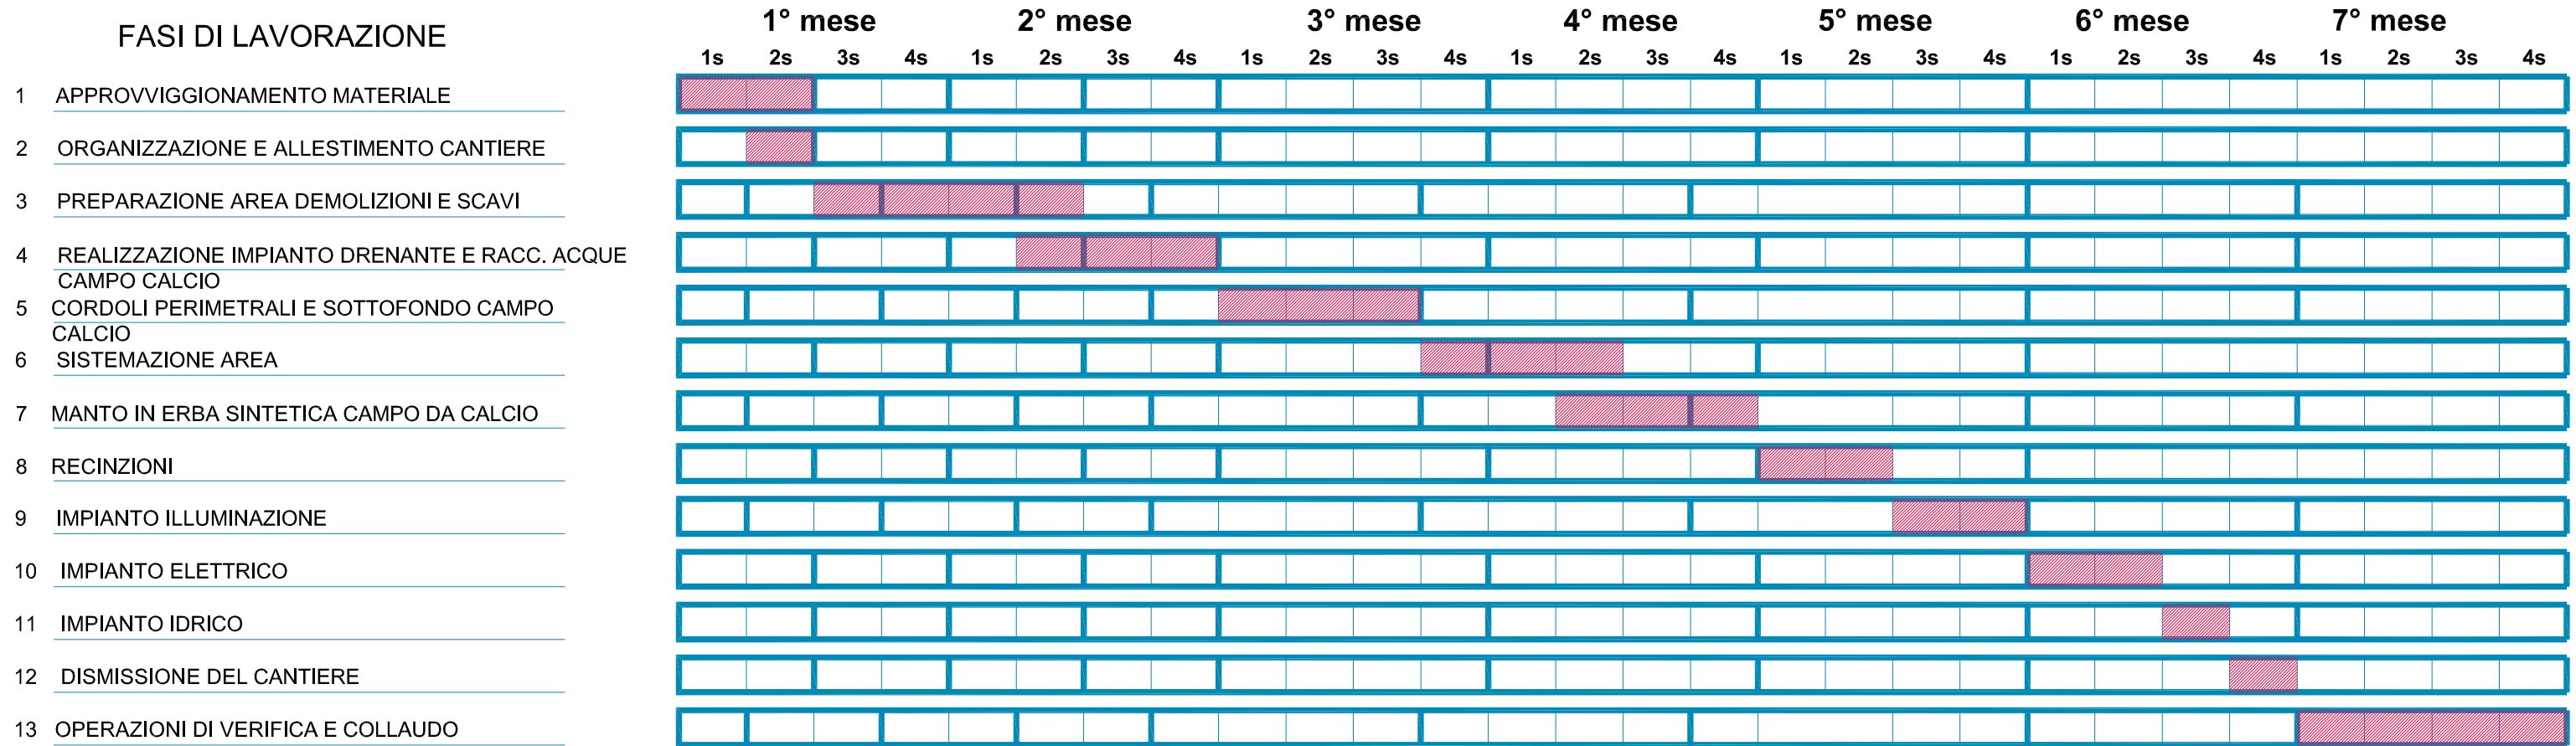 FASI DI LAVORAZIONE
1° mese 2° mese 3° mese 4° mese 5° mese 6° mese 7° mese
1s 2s 3s 4s 1s 2s 3s 4s 1s 2s 3s 4s 1s 2s 3s 4s 1s 2s 3s 4s 1s 2s 3s 4s 1s 2s 3s 4s
1 APPROVVIGGIONAMENTO MATERIALE
2 ORGANIZZAZIONE E ALLESTIMENTO CANTIERE
3 PREPARAZIONE AREA DEMOLIZIONI E SCAVI
4 REALIZZAZIONE IMPIANTO DRENANTE E RACC. ACQUE
CAMPO CALCIO
5 CORDOLI PERIMETRALI E SOTTOFONDO CAMPO
CALCIO
6 SISTEMAZIONE AREA
7 MANTO IN ERBA SINTETICA CAMPO DA CALCIO
8 RECINZIONI
9 IMPIANTO ILLUMINAZIONE
10 IMPIANTO ELETTRICO
11 IMPIANTO IDRICO
12 DISMISSIONE DEL CANTIERE
13 OPERAZIONI DI VERIFICA E COLLAUDO